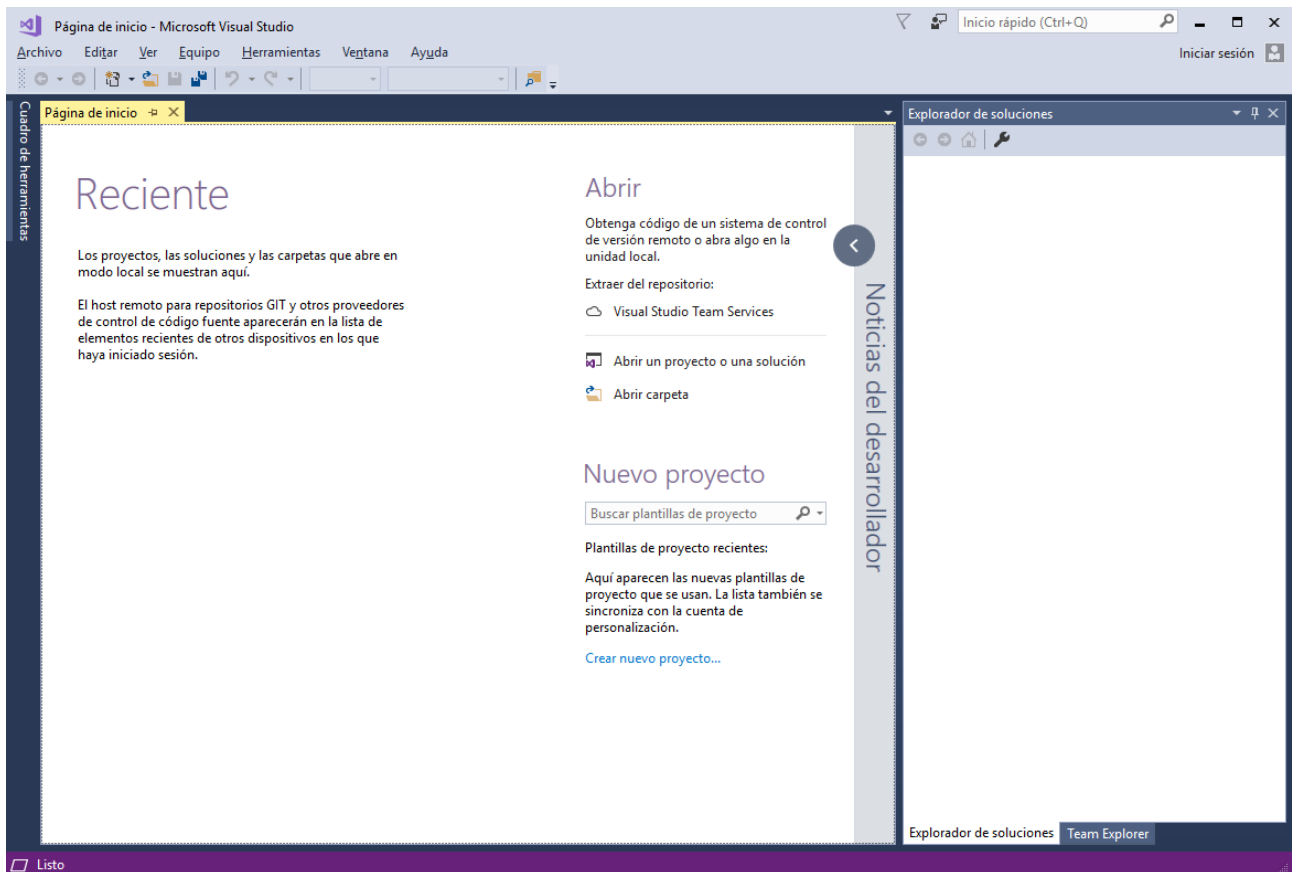 Página de inicio - Microsoft Visual Studio
Inicio rápido (Ctrl+Q)
Archivo Editar Ver Equipo Herramientas Ventana Ayuda
Iniciar sesión
Cuadro de herramientas
Página de inicio
Reciente
Los proyectos, las soluciones y las carpetas que abre en
modo local se muestran aquí.
El host remoto para repositorios GIT y otros proveedores
de control de código fuente aparecerán en la lista de
elementos recientes de otros dispositivos en los que
haya iniciado sesión.
Abrir
Obtenga código de un sistema de control
de versión remoto o abra algo en la
unidad local.
Extraer del repositorio:
Visual Studio Team Services
Abrir un proyecto o una solución
Abrir carpeta
Nuevo proyecto
Buscar plantillas de proyecto
Plantillas de proyecto recientes:
Aquí aparecen las nuevas plantillas de
proyecto que se usan. La lista también se
sincroniza con la cuenta de
personalización.
Crear nuevo proyecto...
Noticias del desarrollador
Explorador de soluciones
Explorador de soluciones Team Explorer
Listo